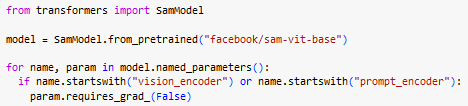 from transformers import SamModel
model = SamModel.from_pretrained("facebook/sam-vit-base")
for name, param in model.named_parameters():
  if name.startswith("vision_encoder") or name.startswith("prompt_encoder"):
    param.requires_grad_(False)